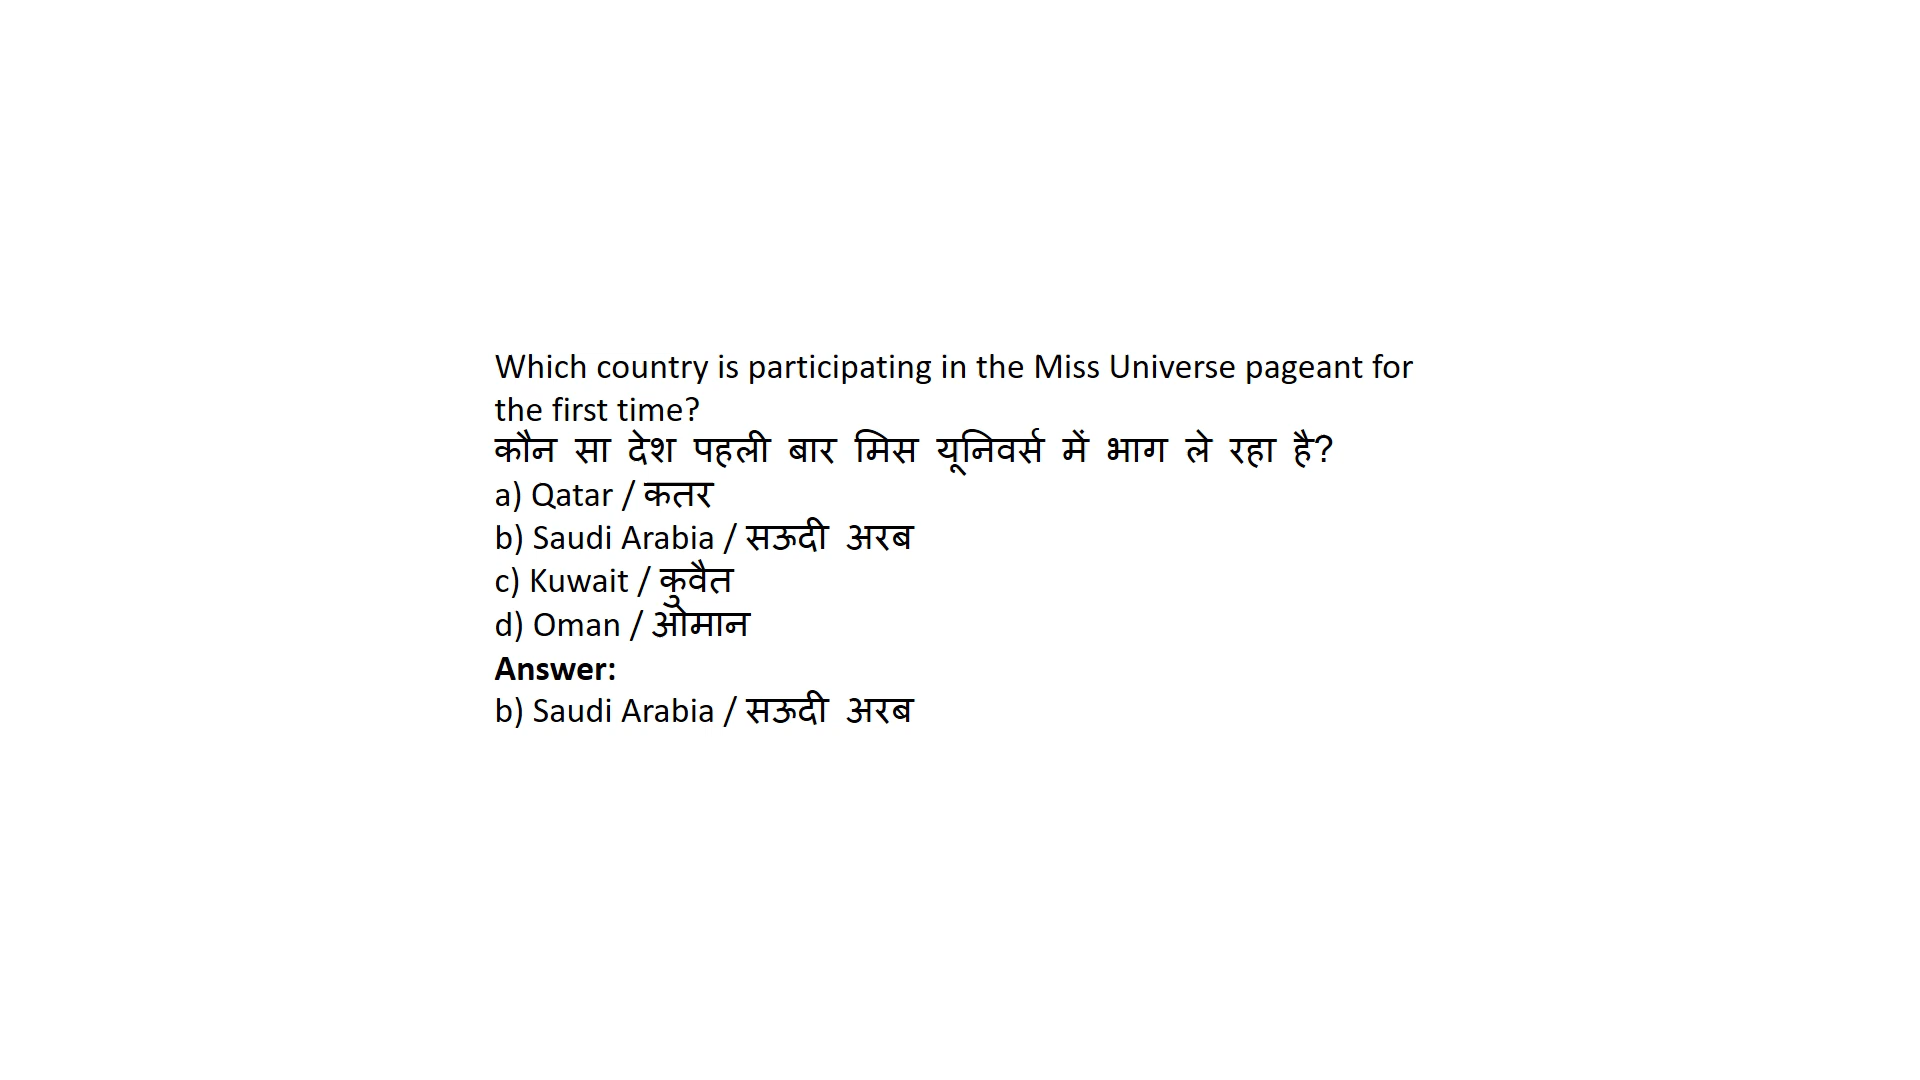 Which country is participating in the Miss Universe pageant for
the first time?
कौन सा देश पहली बार मिस यूनिवर्स में भाग ले रहा है?
a) Qatar / कतर
b) Saudi Arabia / सऊदी अरब
c) Kuwait / कुवैत
d) Oman / ओमान
Answer:
b) Saudi Arabia / सऊदी अरब